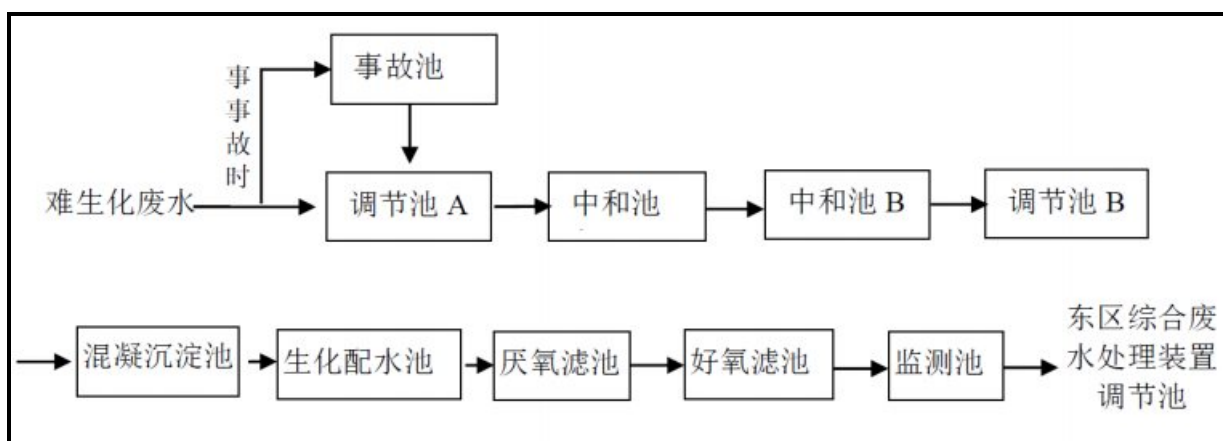 事故池
事事故时
难生化废水
调节池 A
中和池
中和池 B
调节池 B
混凝沉淀池
生化配水池
厌氧滤池
好氧滤池
监测池
东区综合废
水处理装置
调节池